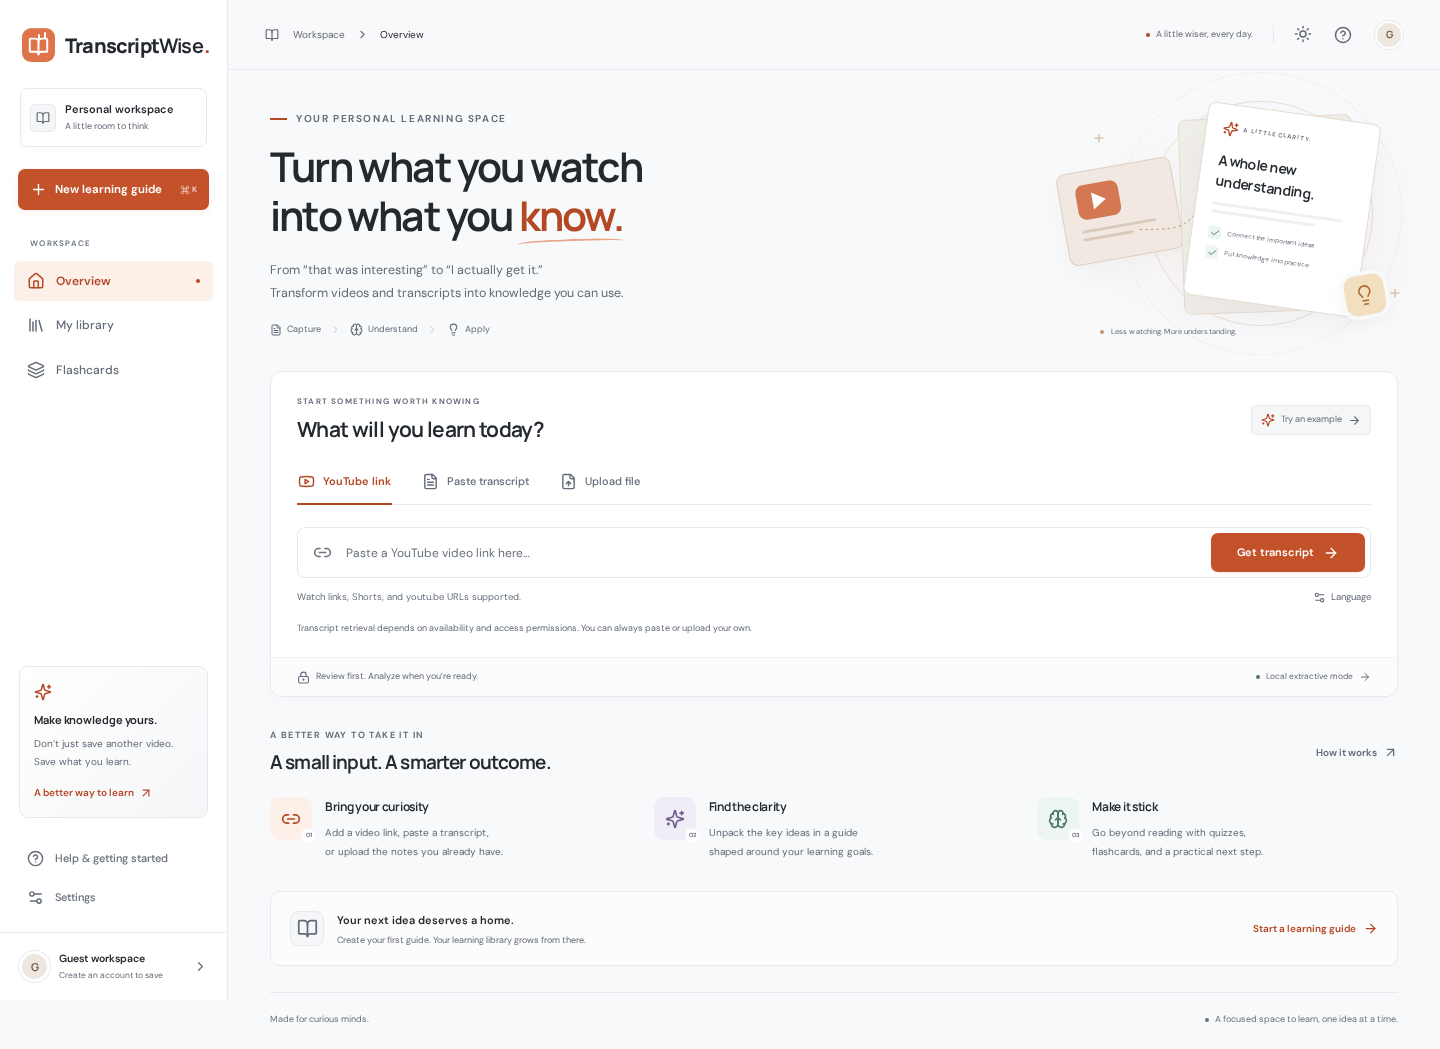 TranscriptWise.
Personal workspace
A little room to think
New learning guide ⌘K
WORKSPACE
Overview
My library
Flashcards
Make knowledge yours.
Don't just save another video.
Save what you learn.
A better way to learn
Help & getting started
Settings
G
Guest workspace
Create an account to save
Workspace > Overview
A little wiser, every day.
G
YOUR PERSONAL LEARNING SPACE
Turn what you watch
into what you know.
From “that was interesting” to “I actually get it.”
Transform videos and transcripts into knowledge you can use.
Capture > Understand > Apply
A LITTLE CLARITY.
A whole new
understanding.
Connect the important ideas
Put knowledge into practice
Less watching. More understanding.
START SOMETHING WORTH KNOWING
What will you learn today?
Try an example
YouTube link
Paste transcript
Upload file
Paste a YouTube video link here…
Get transcript
Watch links, Shorts, and youtu.be URLs supported.
Language
Transcript retrieval depends on availability and access permissions. You can always paste or upload your own.
Review first. Analyze when you're ready.
Local extractive mode
A BETTER WAY TO TAKE IT IN
A small input. A smarter outcome.
How it works
01
Bring your curiosity
Add a video link, paste a transcript,
or upload the notes you already have.
02
Find the clarity
Unpack the key ideas in a guide
shaped around your learning goals.
03
Make it stick
Go beyond reading with quizzes,
flashcards, and a practical next step.
Your next idea deserves a home.
Create your first guide. Your learning library grows from there.
Start a learning guide
Made for curious minds.
A focused space to learn, one idea at a time.